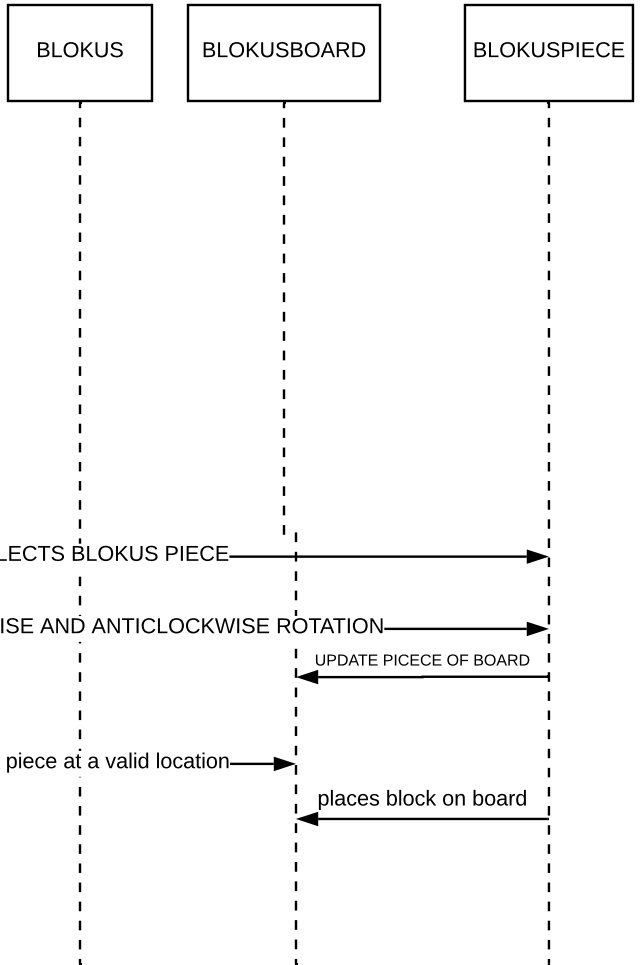 BLOKUS
BLOKUSBOARD
BLOKUSPIECE
LECTS BLOKUS PIECE
ISE AND ANTICLOCKWISE ROTATION
UPDATE PICECE OF BOARD
piece at a valid location
places block on board